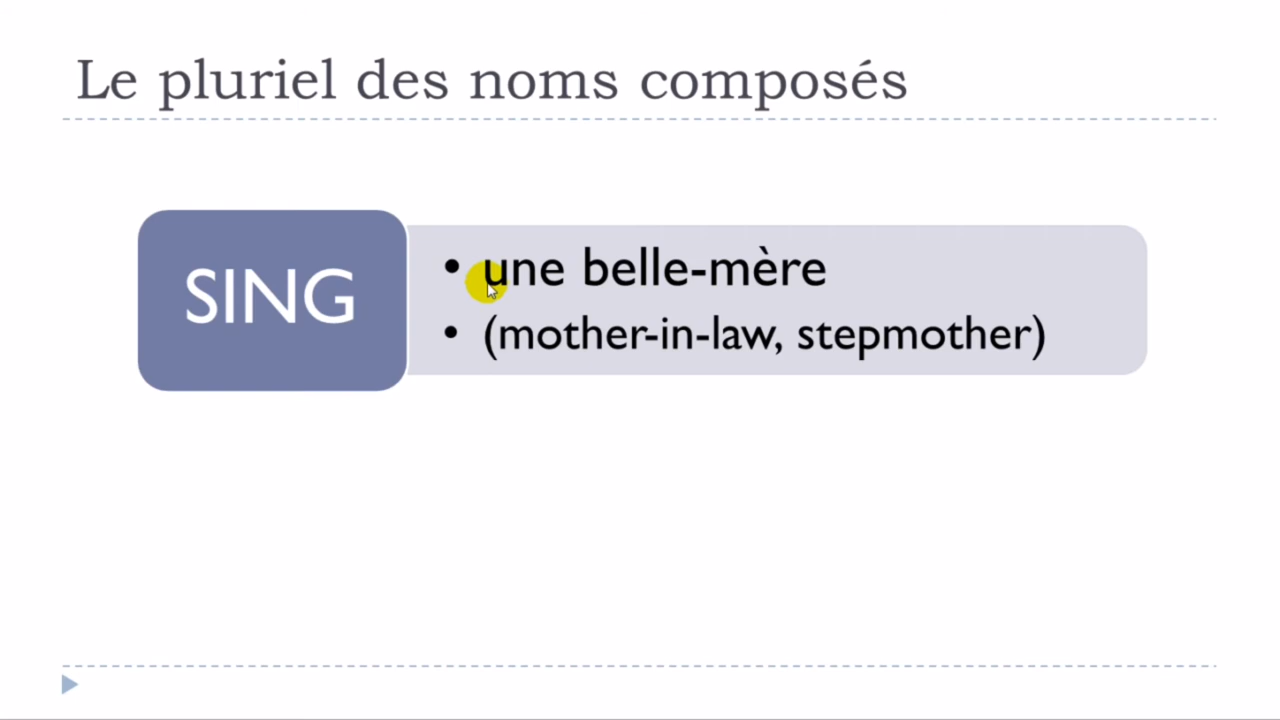 Le pluriel des noms composés
SING
• une belle-mère
• (mother-in-law, stepmother)